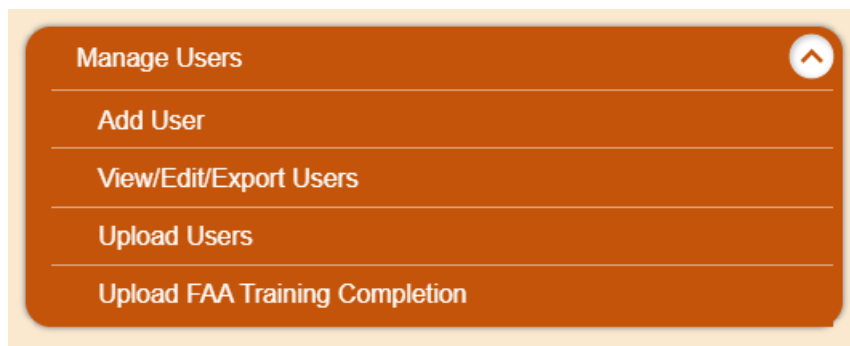 Manage Users
Add User
View/Edit/Export Users
Upload Users
Upload FAA Training Completion